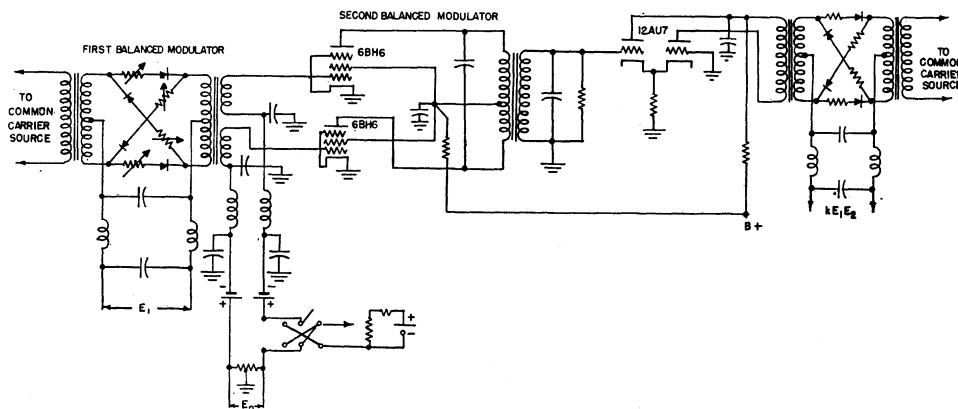 SECOND BALANCED MODULATOR
FIRST BALANCED MODULATOR
6BH6
12AU7
TO
COMMON
CARRIER
SOURCE
6BH6
TO
COMMON
CARRIER
SOURCE
B+
kE₁E₂
E₁
+
-
-
+
+
-